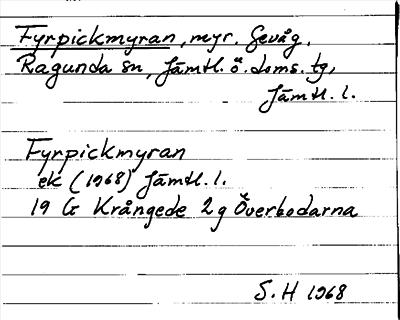 Fyrpickmyran, myr. Gevåg.
Ragunda sn, Jämtl. ö. doms. tg,
Jämtl. l.
Fyrpickmyran
ek (1968) Jämtl. l.
19 G Krångede 2 g Överbodarna
S. H 1968